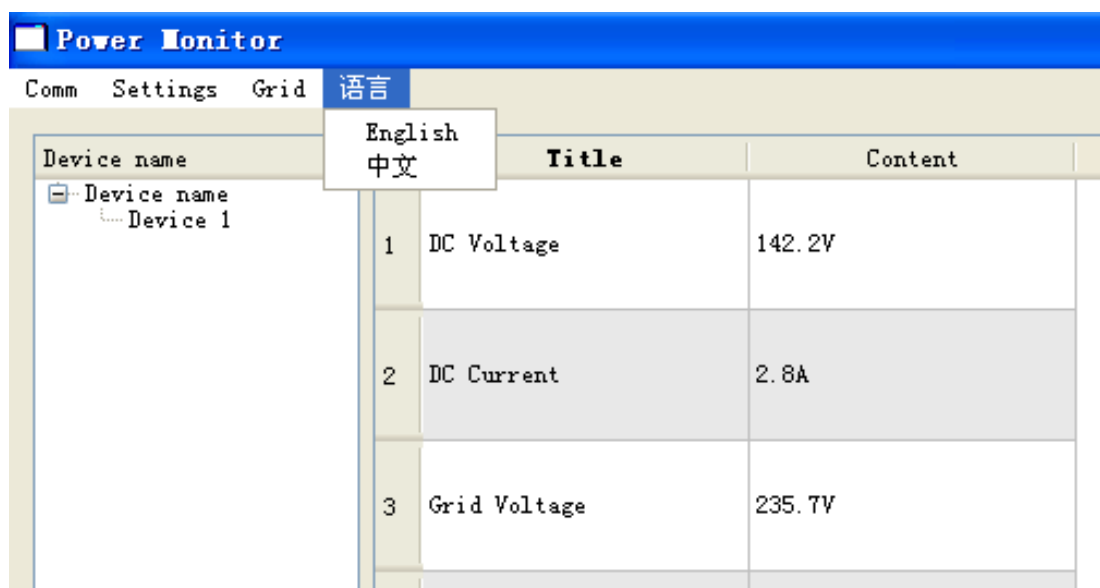 Power Monitor
Comm Settings Grid 语言
English
中文
Device name Title Content
Device name
Device 1
1 DC Voltage 142.2V
2 DC Current 2.8A
3 Grid Voltage 235.7V